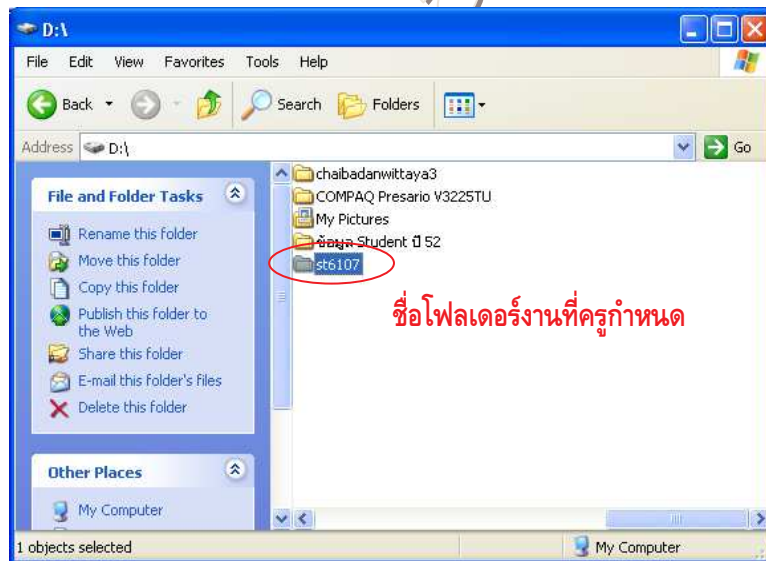 D:\
File Edit View Favorites Tools Help
Back Search Folders
Address D:\ Go
File and Folder Tasks
Rename this folder
Move this folder
Copy this folder
Publish this folder to
the Web
Share this folder
E-mail this folder's files
Delete this folder
Other Places
My Computer
chaibadanwittaya3
COMPAQ Presario V3225TU
My Pictures
ข้อมูล Student ปี 52
st6107
ชื่อโฟลเดอร์งานที่ครูกำหนด
1 objects selected
My Computer